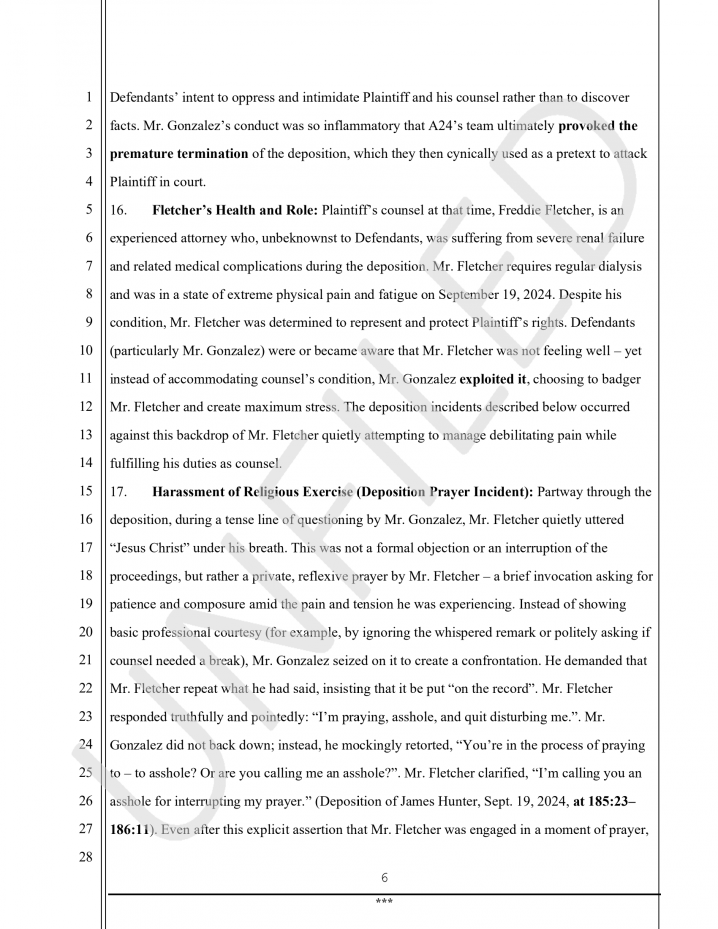 1 Defendants’ intent to oppress and intimidate Plaintiff and his counsel rather than to discover
2 facts. Mr. Gonzalez’s conduct was so inflammatory that A24’s team ultimately provoked the
3 premature termination of the deposition, which they then cynically used as a pretext to attack
4 Plaintiff in court.
5 16. Fletcher’s Health and Role: Plaintiff’s counsel at that time, Freddie Fletcher, is an
6 experienced attorney who, unbeknownst to Defendants, was suffering from severe renal failure
7 and related medical complications during the deposition. Mr. Fletcher requires regular dialysis
8 and was in a state of extreme physical pain and fatigue on September 19, 2024. Despite his
9 condition, Mr. Fletcher was determined to represent and protect Plaintiff’s rights. Defendants
10 (particularly Mr. Gonzalez) were or became aware that Mr. Fletcher was not feeling well – yet
11 instead of accommodating counsel’s condition, Mr. Gonzalez exploited it, choosing to badger
12 Mr. Fletcher and create maximum stress. The deposition incidents described below occurred
13 against this backdrop of Mr. Fletcher quietly attempting to manage debilitating pain while
14 fulfilling his duties as counsel.
15 17. Harassment of Religious Exercise (Deposition Prayer Incident): Partway through the
16 deposition, during a tense line of questioning by Mr. Gonzalez, Mr. Fletcher quietly uttered
17 “Jesus Christ” under his breath. This was not a formal objection or an interruption of the
18 proceedings, but rather a private, reflexive prayer by Mr. Fletcher – a brief invocation asking for
19 patience and composure amid the pain and tension he was experiencing. Instead of showing
20 basic professional courtesy (for example, by ignoring the whispered remark or politely asking if
21 counsel needed a break), Mr. Gonzalez seized on it to create a confrontation. He demanded that
22 Mr. Fletcher repeat what he had said, insisting that it be put “on the record”. Mr. Fletcher
23 responded truthfully and pointedly: “I’m praying, asshole, and quit disturbing me.”. Mr.
24 Gonzalez did not back down; instead, he mockingly retorted, “You’re in the process of praying
25 to – to asshole? Or are you calling me an asshole?”. Mr. Fletcher clarified, “I’m calling you an
26 asshole for interrupting my prayer.” (Deposition of James Hunter, Sept. 19, 2024, at 185:23–
27 186:11). Even after this explicit assertion that Mr. Fletcher was engaged in a moment of prayer,
28
6
***
UNFILED